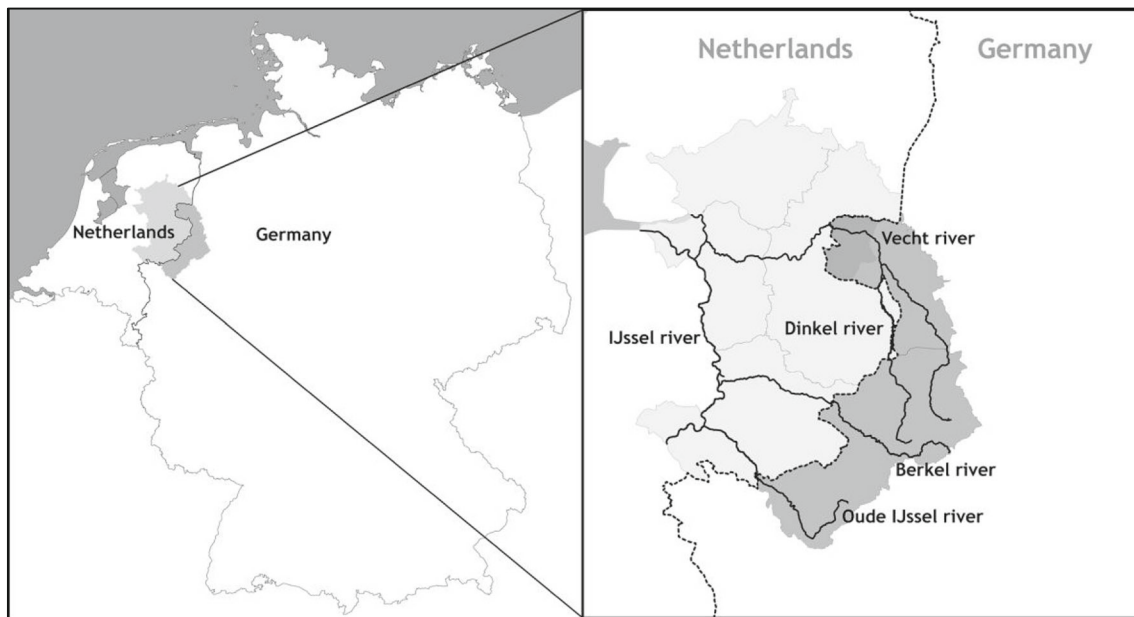 Netherlands
Germany
Netherlands
Germany
Vecht river
IJssel river
Dinkel river
Berkel river
Oude IJssel river